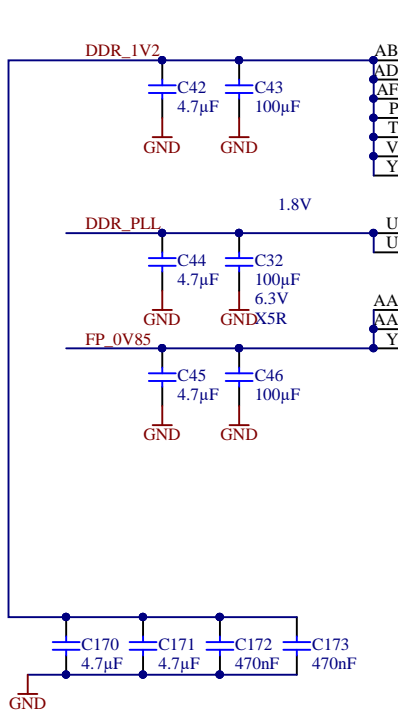 DDR_1V2
AB
AD
AF
P
T
V
Y
C42
4.7µF
C43
100µF
GND
GND
1.8V
DDR_PLL
U
U
C44
4.7µF
C32
100µF
6.3V
X5R
GND
GND
AA
AA
Y
FP_0V85
C45
4.7µF
C46
100µF
GND
GND
C170
4.7µF
C171
4.7µF
C172
470nF
C173
470nF
GND